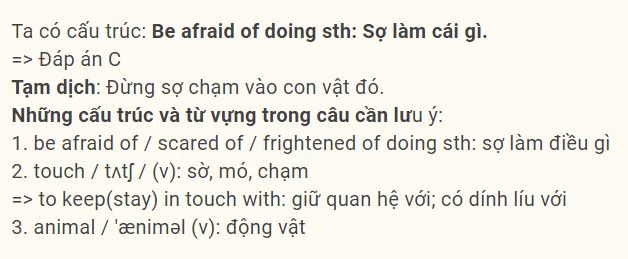 Ta có cấu trúc: Be afraid of doing sth: Sợ làm cái gì.
=> Đáp án C
Tạm dịch: Đừng sợ chạm vào con vật đó.
Những cấu trúc và từ vựng trong câu cần lưu ý:
1. be afraid of / scared of / frightened of doing sth: sợ làm điều gì
2. touch / tʌtʃ / (v): sờ, mó, chạm
=> to keep(stay) in touch with: giữ quan hệ với; có dính líu với
3. animal / 'æniməl (v): động vật